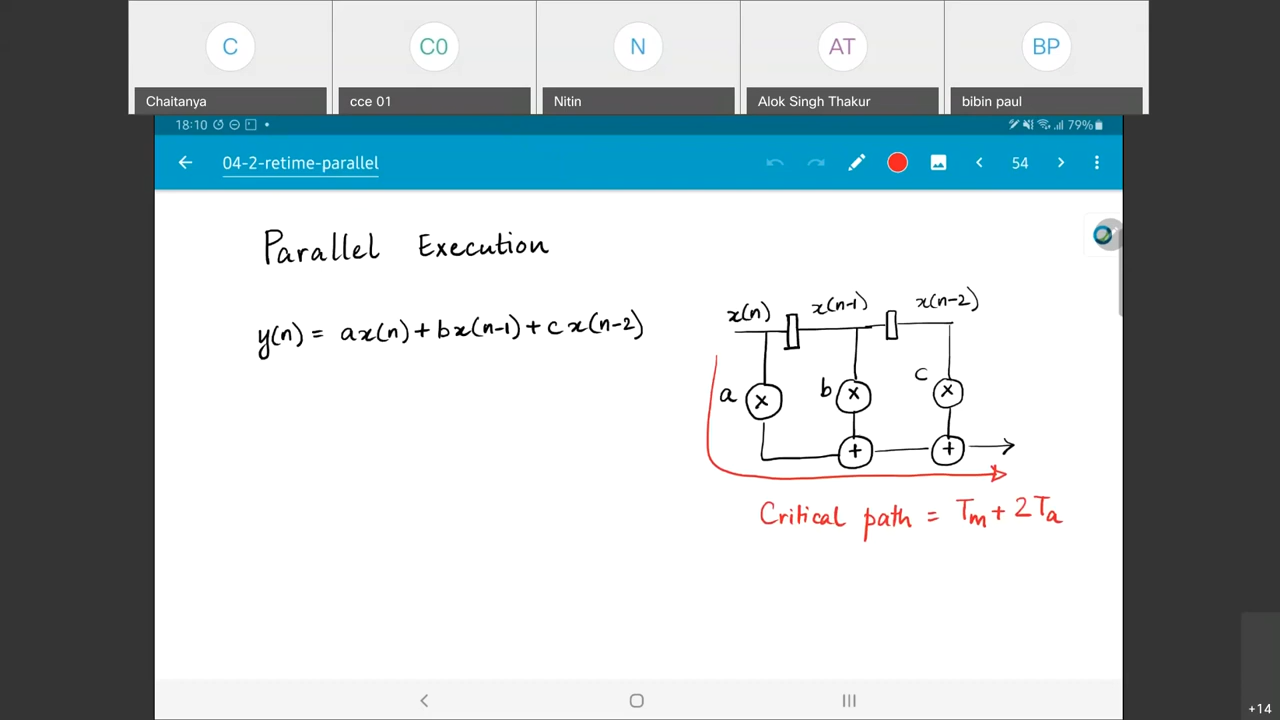 C
C0
N
AT
BP
Chaitanya
cce 01
Nitin
Alok Singh Thakur
bibin paul
18:10
79%
04-2-retime-parallel
54
Parallel Execution
y(n) = ax(n) + bx(n-1) + cx(n-2)
x(n) x(n-1) x(n-2)
a x b x c x
+ +
Critical path = Tm + 2Ta
+14